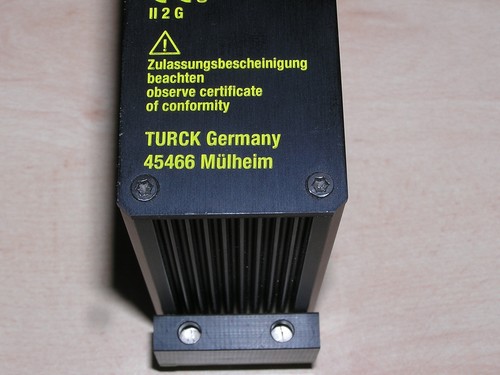 II 2 G
Zulassungsbescheinigung
beachten
observe certificate
of conformity
TURCK Germany
45466 Mülheim